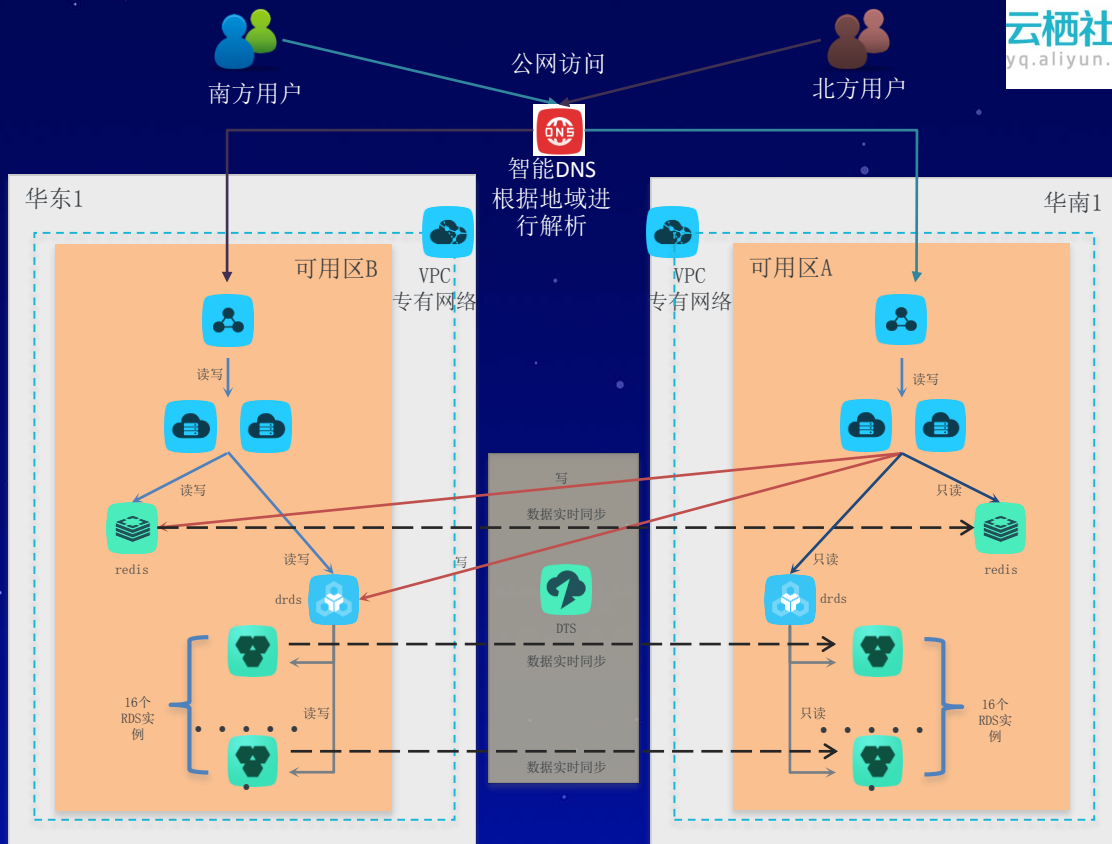 云栖社
yq.aliyun.
公网访问
南方用户
北方用户
DNS
智能DNS
根据地域进
行解析
华东1
华南1
可用区B
VPC
专有网络
VPC
专有网络
可用区A
读写
读写
写
读写
只读
数据实时同步
redis
redis
读写
写
只读
drds
drds
DTS
数据实时同步
16个
RDS实
例
读写
只读
16个
RDS实
例
数据实时同步